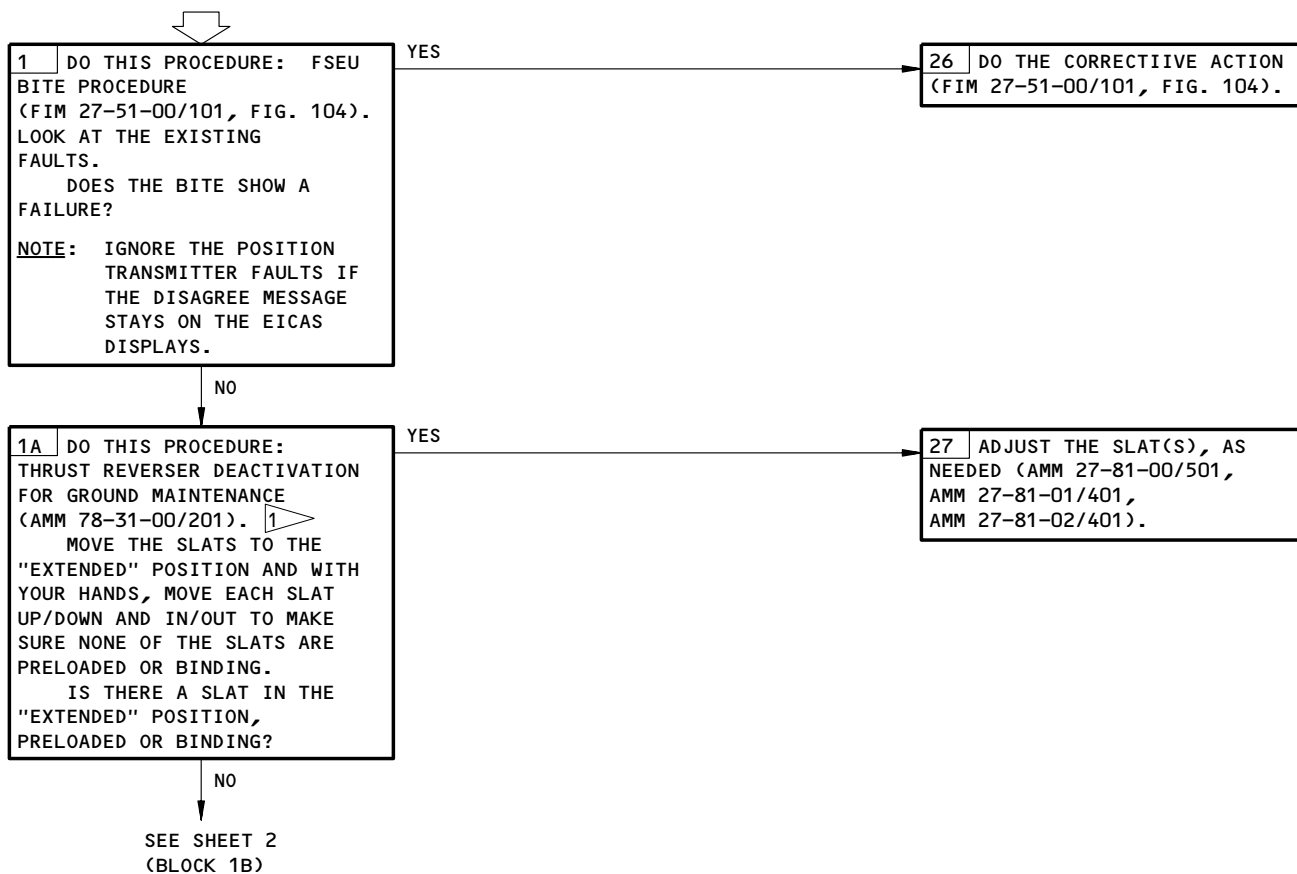 1 DO THIS PROCEDURE: FSEU
BITE PROCEDURE
(FIM 27-51-00/101, FIG. 104).
LOOK AT THE EXISTING
FAULTS.
DOES THE BITE SHOW A
FAILURE?
NOTE: IGNORE THE POSITION
TRANSMITTER FAULTS IF
THE DISAGREE MESSAGE
STAYS ON THE EICAS
DISPLAYS.
YES
26 DO THE CORRECTIIVE ACTION
(FIM 27-51-00/101, FIG. 104).
NO
1A DO THIS PROCEDURE:
THRUST REVERSER DEACTIVATION
FOR GROUND MAINTENANCE
(AMM 78-31-00/201). 1
MOVE THE SLATS TO THE
"EXTENDED" POSITION AND WITH
YOUR HANDS, MOVE EACH SLAT
UP/DOWN AND IN/OUT TO MAKE
SURE NONE OF THE SLATS ARE
PRELOADED OR BINDING.
IS THERE A SLAT IN THE
"EXTENDED" POSITION,
PRELOADED OR BINDING?
YES
27 ADJUST THE SLAT(S), AS
NEEDED (AMM 27-81-00/501,
AMM 27-81-01/401,
AMM 27-81-02/401).
NO
SEE SHEET 2
(BLOCK 1B)